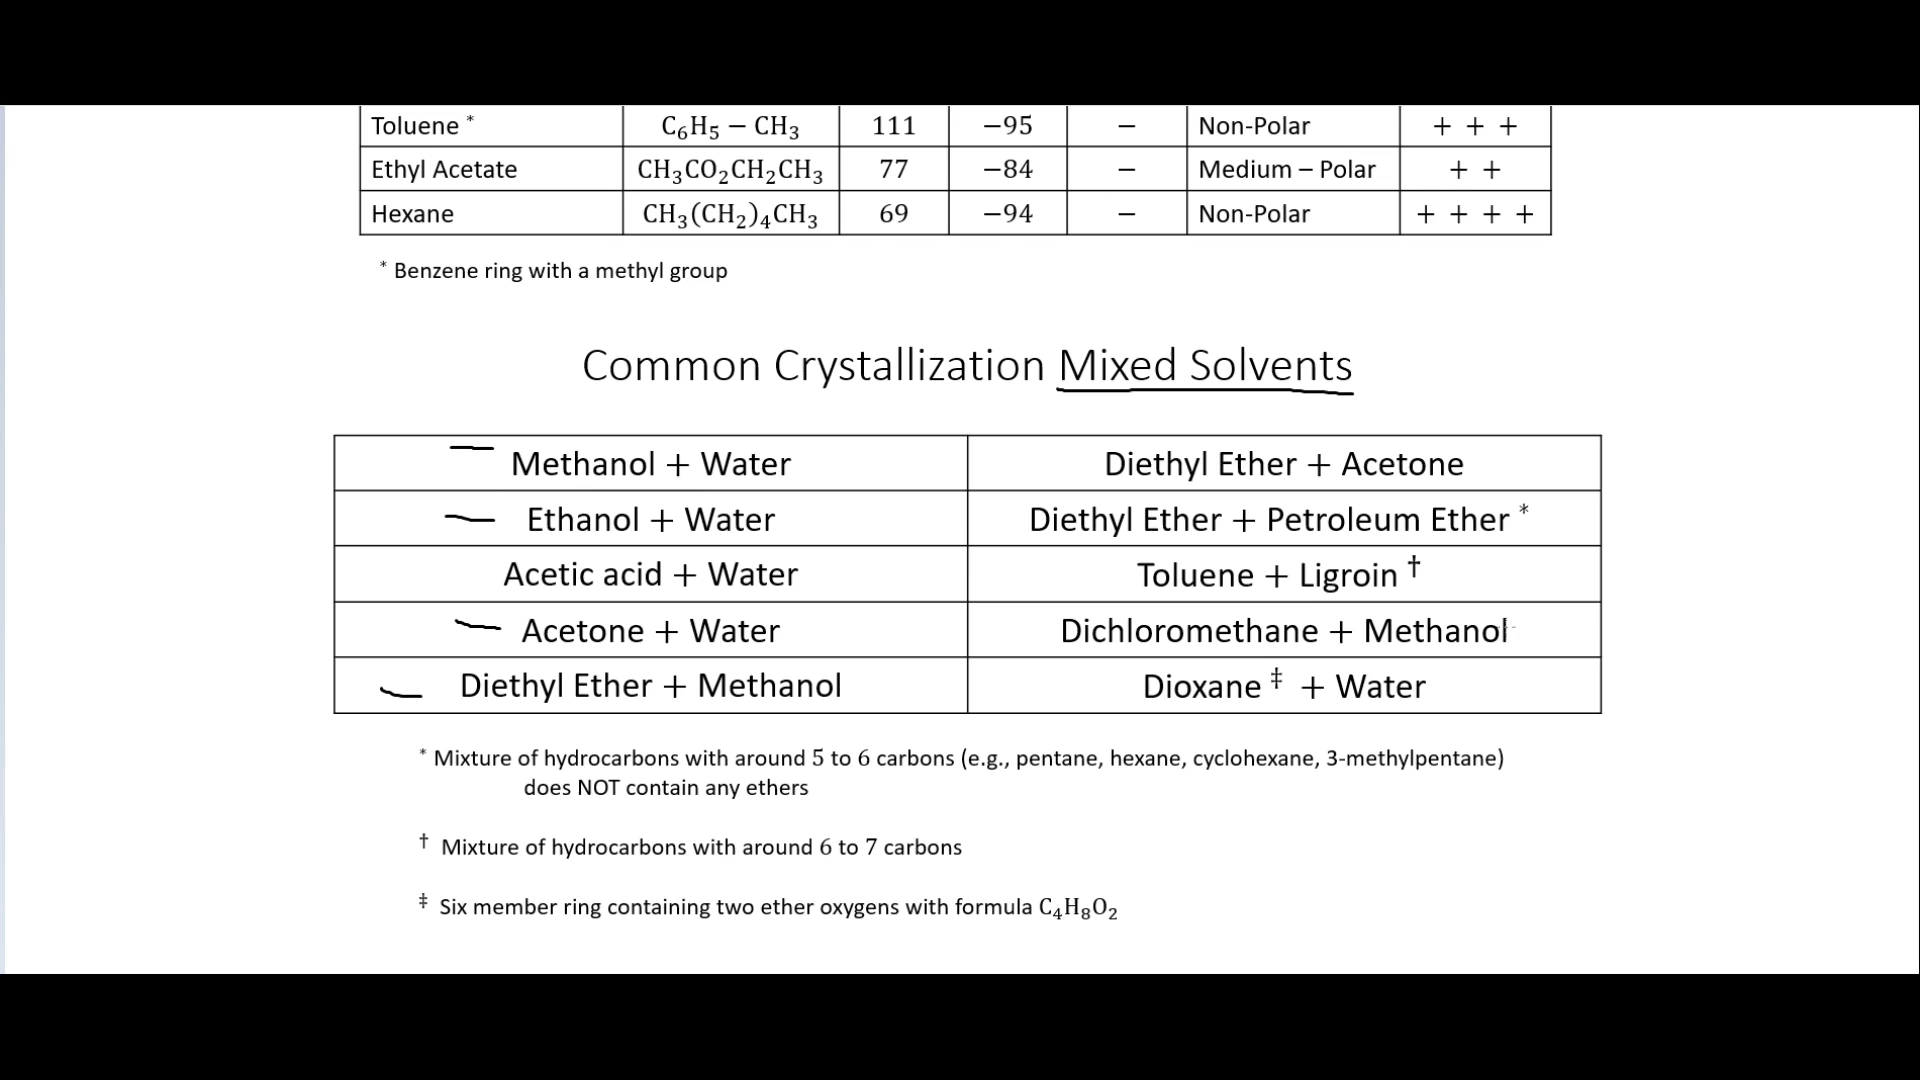 Toluene * C₆H₅ − CH₃ 111 −95 − Non-Polar + + +
Ethyl Acetate CH₃CO₂CH₂CH₃ 77 −84 − Medium – Polar + +
Hexane CH₃(CH₂)₄CH₃ 69 −94 − Non-Polar + + + +
* Benzene ring with a methyl group
Common Crystallization Mixed Solvents
Methanol + Water Diethyl Ether + Acetone
Ethanol + Water Diethyl Ether + Petroleum Ether *
Acetic acid + Water Toluene + Ligroin †
Acetone + Water Dichloromethane + Methanol
Diethyl Ether + Methanol Dioxane ‡ + Water
* Mixture of hydrocarbons with around 5 to 6 carbons (e.g., pentane, hexane, cyclohexane, 3-methylpentane)
does NOT contain any ethers
† Mixture of hydrocarbons with around 6 to 7 carbons
‡ Six member ring containing two ether oxygens with formula C₄H₈O₂